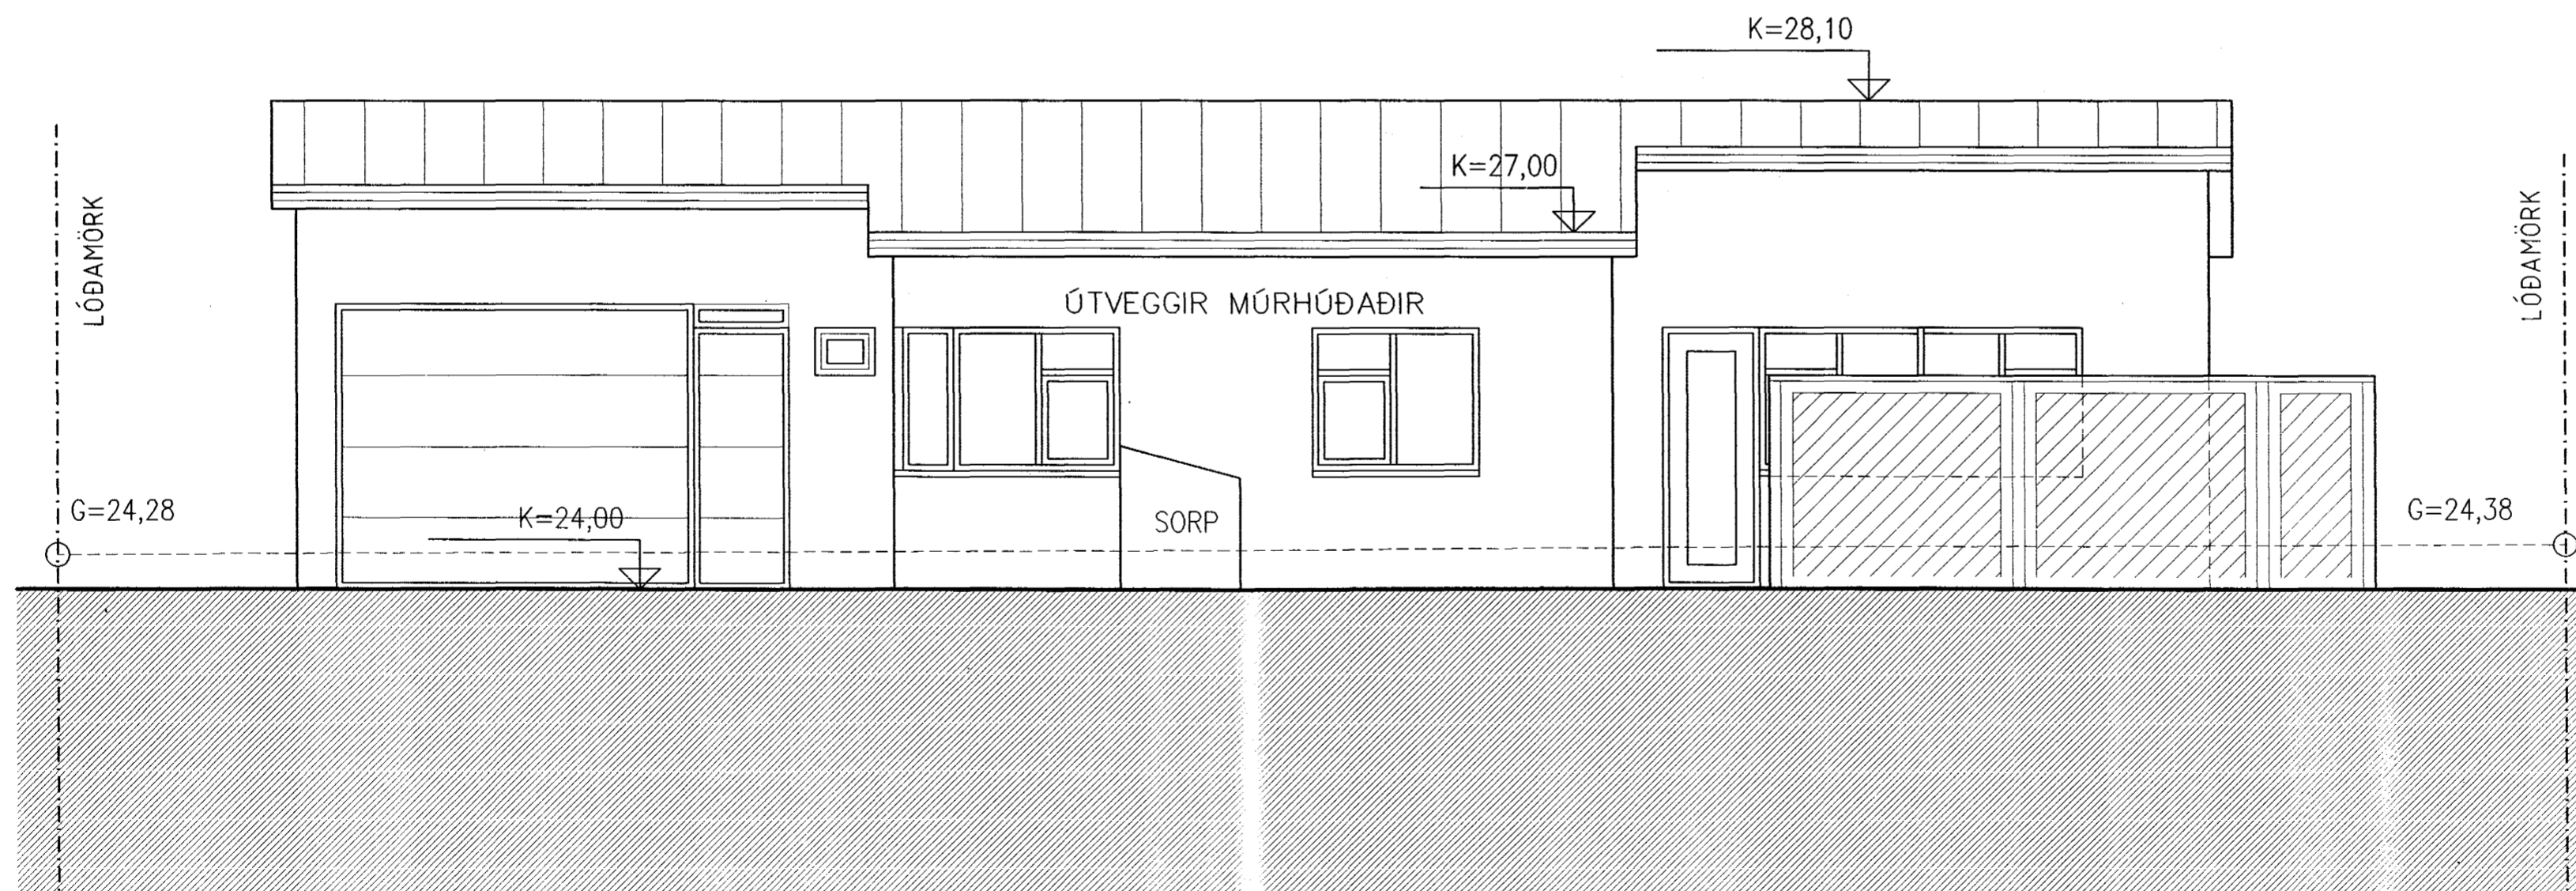 K=28,10
K=27,00
LÓÐAMÖRK
LÓÐAMÖRK
ÚTVEGGIR MÚRHÚÐAÐIR
G=24,28
K=24,00
SORP
G=24,38